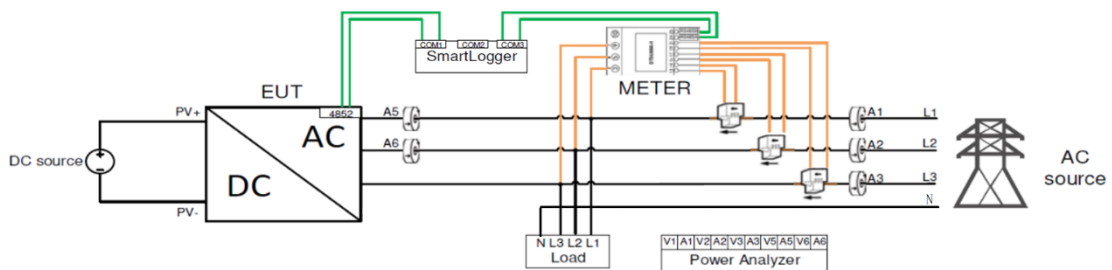 COM1 COM2 COM3
SmartLogger
METER
EUT
PV+
4852
A5
A1
L1
AC
A6
A2
L2
DC source
AC
source
DC
A3
L3
PV-
N
N L3 L2 L1
Load
V1 A1 V2 A2 V3 A3 V5 A5 V6 A6
Power Analyzer